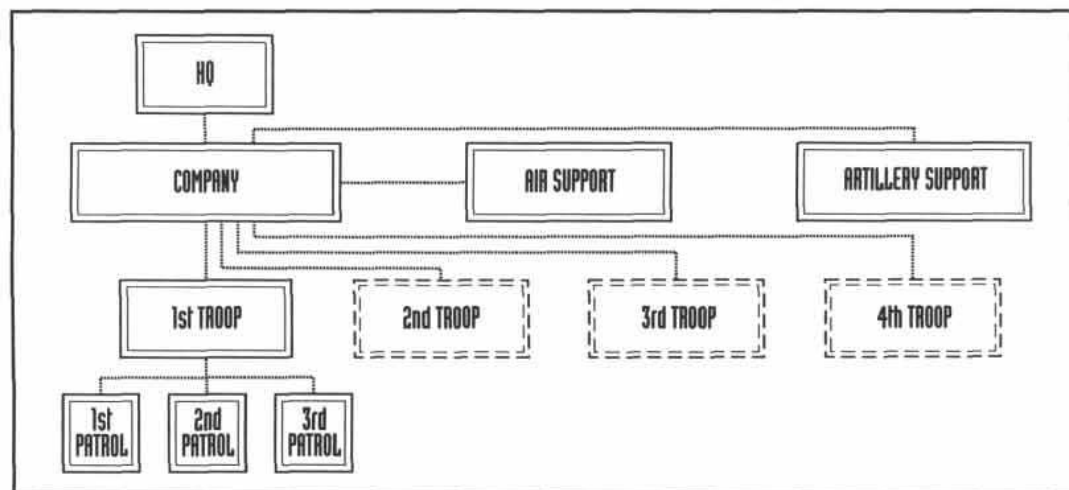 HQ
COMPANY
AIR SUPPORT
ARTILLERY SUPPORT
1st TROOP
2nd TROOP
3rd TROOP
4th TROOP
1st
PATROL
2nd
PATROL
3rd
PATROL